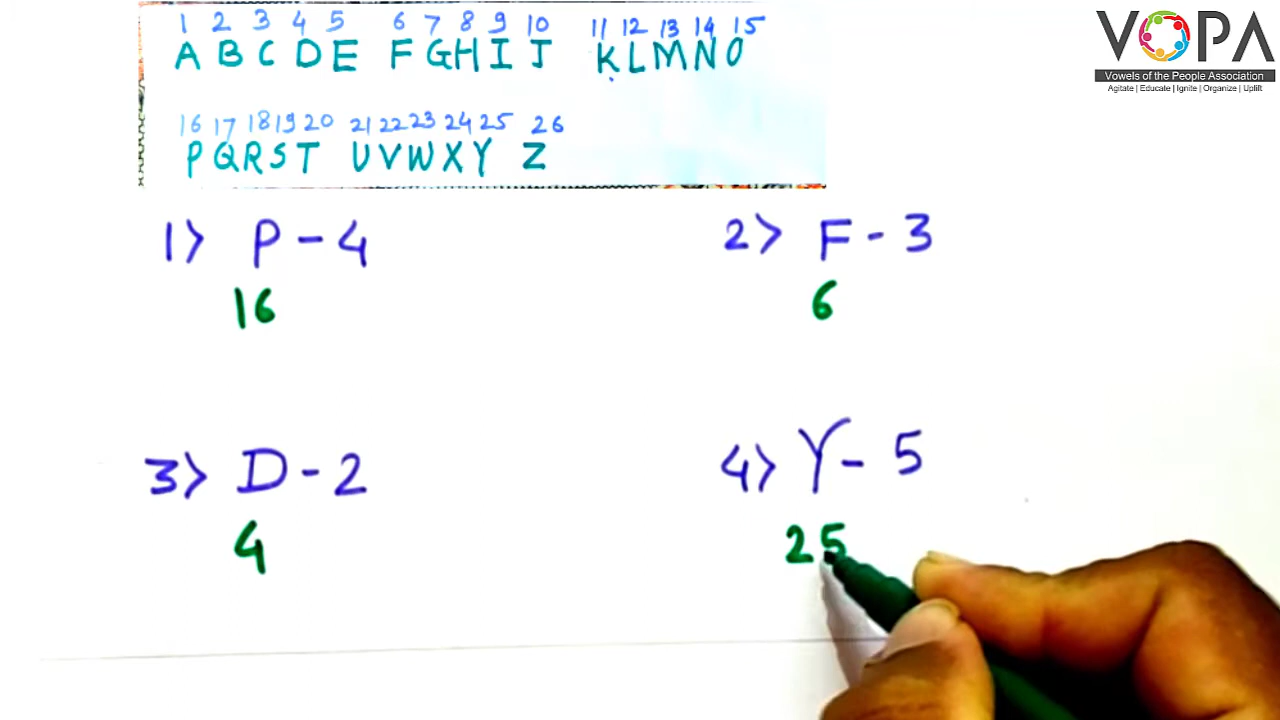 1 2 3 4 5 6 7 8 9 10 11 12 13 14 15
A B C D E F G H I J K L M N O
16 17 18 19 20 21 22 23 24 25 26
P Q R S T U V W X Y Z
VOPA
Vowels of the People Association
Agitate | Educate | Ignite | Organize | Uplift
1> P - 4
16
2> F - 3
6
3> D - 2
4
4> Y - 5
25